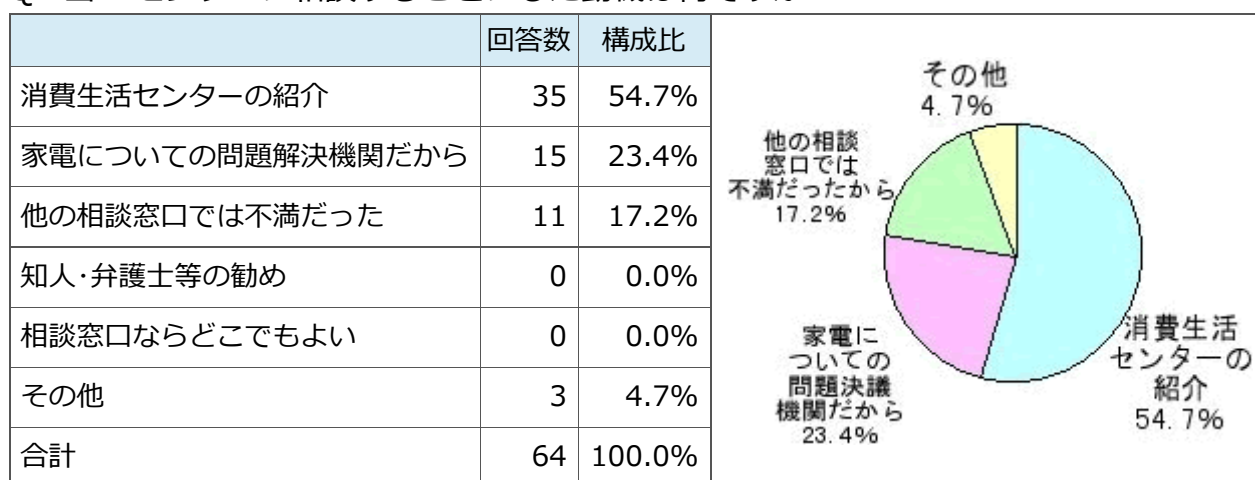 回答数 構成比
消費生活センターの紹介 35 54.7%
家電についての問題解決機関だから 15 23.4%
他の相談窓口では不満だった 11 17.2%
知人･弁護士等の勧め 0 0.0%
相談窓口ならどこでもよい 0 0.0%
その他 3 4.7%
合計 64 100.0%
その他
4.7%
他の相談
窓口では
不満だったから
17.2%
家電に
ついての
問題決議
機関だから
23.4%
消費生活
センターの
紹介
54.7%